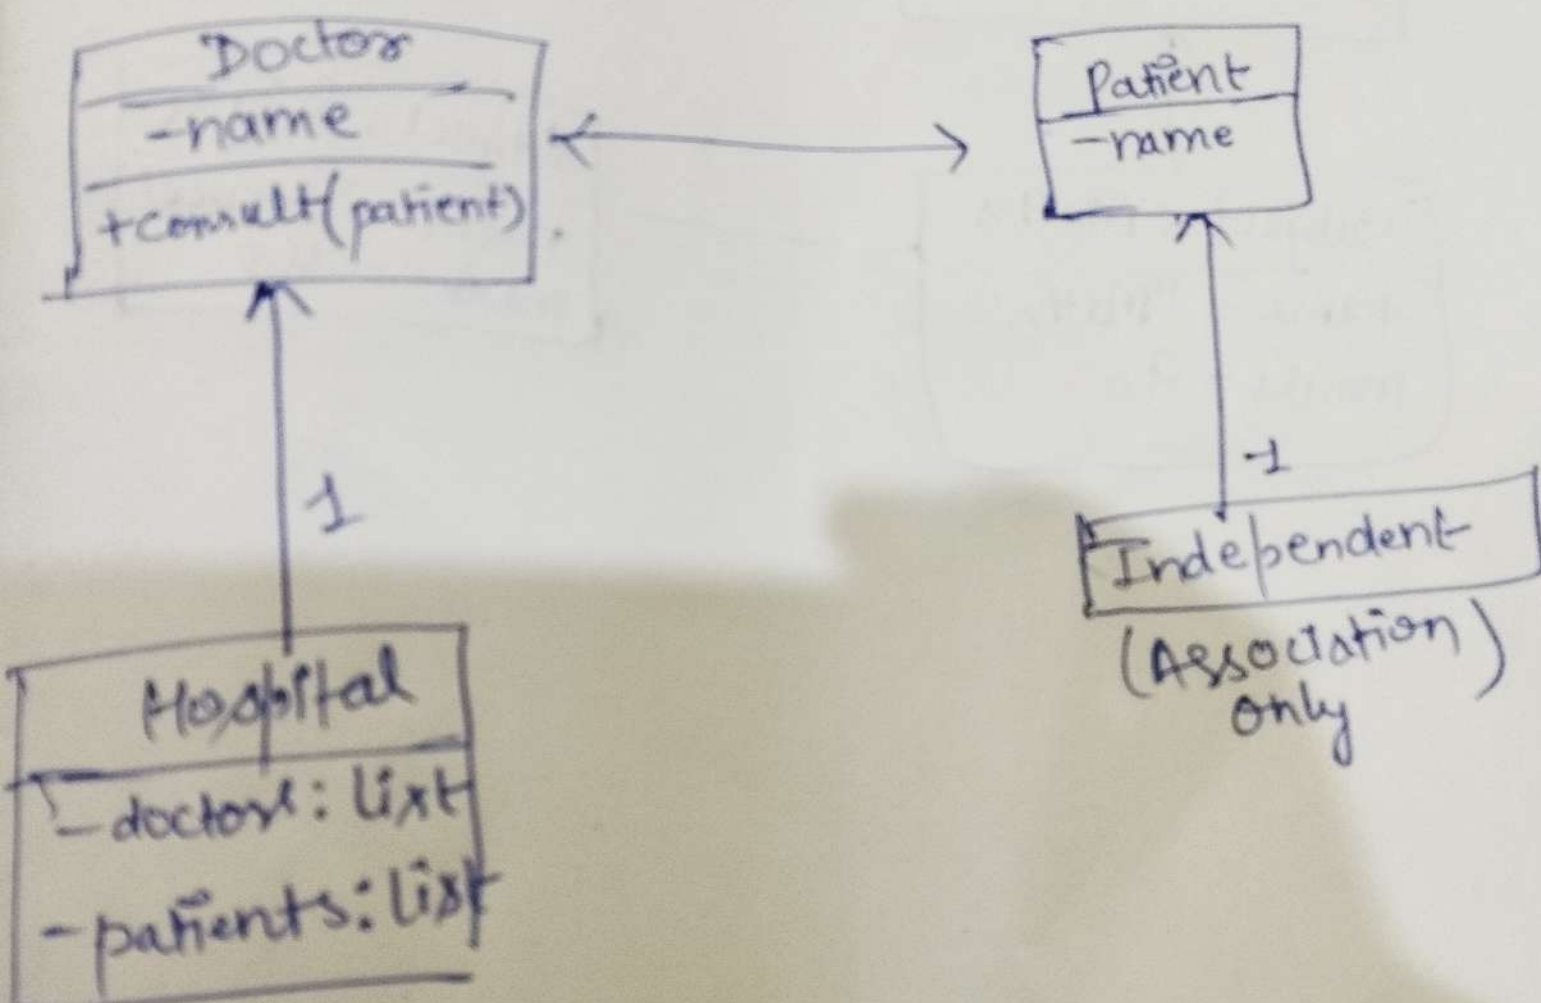 Doctor
-name
+consult(patient)
Patient
-name
1
-1
Independent
(Association)
only
Hospital
-doctors: List
-patients: List